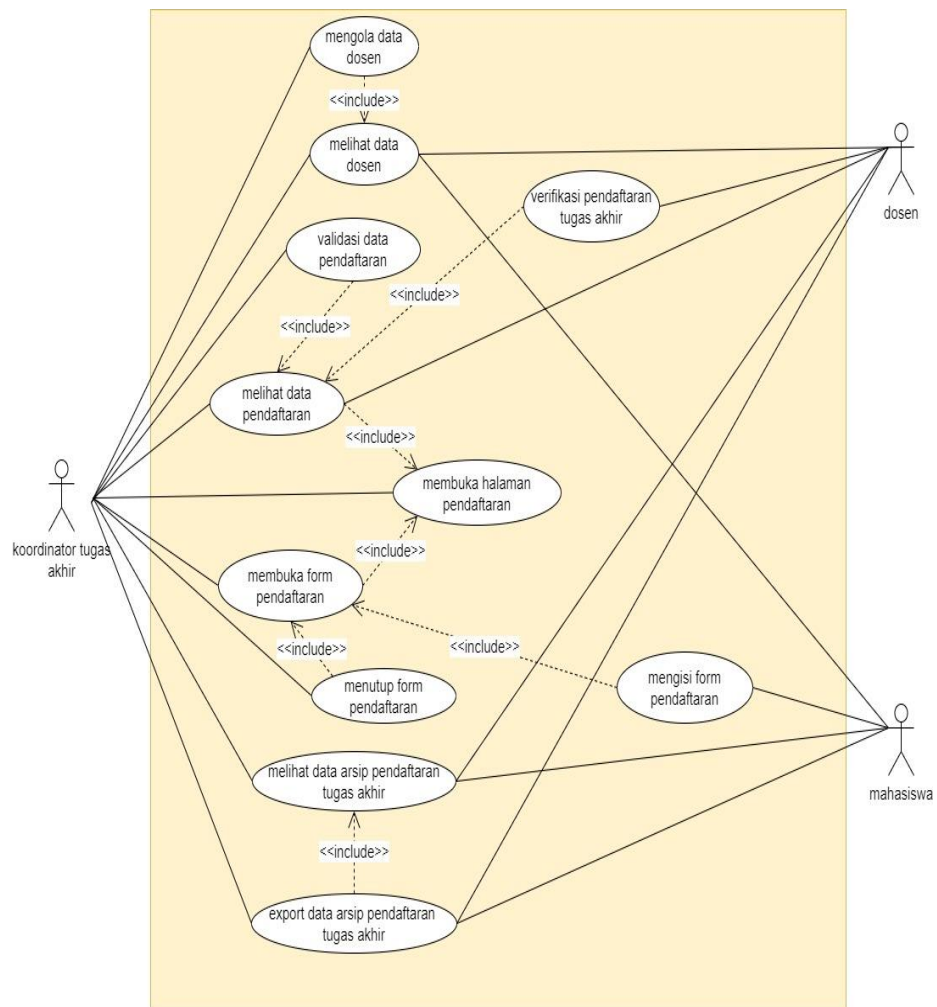 mengola data
dosen
<<include>>
melihat data
dosen
dosen
verifikasi pendaftaran
tugas akhir
validasi data
pendaftaran
<<include>>
<<include>>
melihat data
pendaftaran
<<include>>
koordinator tugas
akhir
membuka halaman
pendaftaran
<<include>>
membuka form
pendaftaran
<<include>>
<<include>>
menutup form
pendaftaran
mengisi form
pendaftaran
mahasiswa
melihat data arsip pendaftaran
tugas akhir
<<include>>
export data arsip pendaftaran
tugas akhir